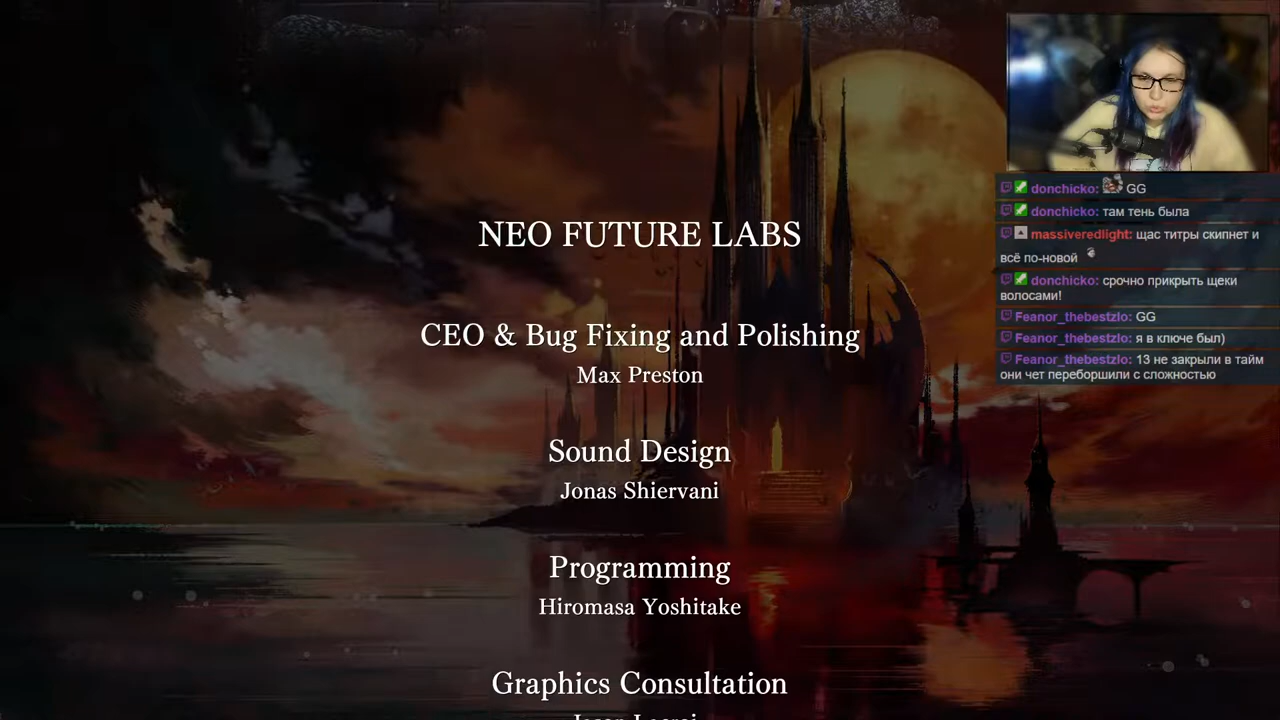 NEO FUTURE LABS
CEO & Bug Fixing and Polishing
Max Preston
Sound Design
Jonas Shiervani
Programming
Hiromasa Yoshitake
Graphics Consultation
donchicko: GG
donchicko: там тень была
massiveredlight: щас титры скипнет и
всё по-новой
donchicko: срочно прикрыть щеки
волосами!
Feanor_thebestzlo: GG
Feanor_thebestzlo: я в ключе был)
Feanor_thebestzlo: 13 не закрыли в тайм
они чет переборшили с сложностью